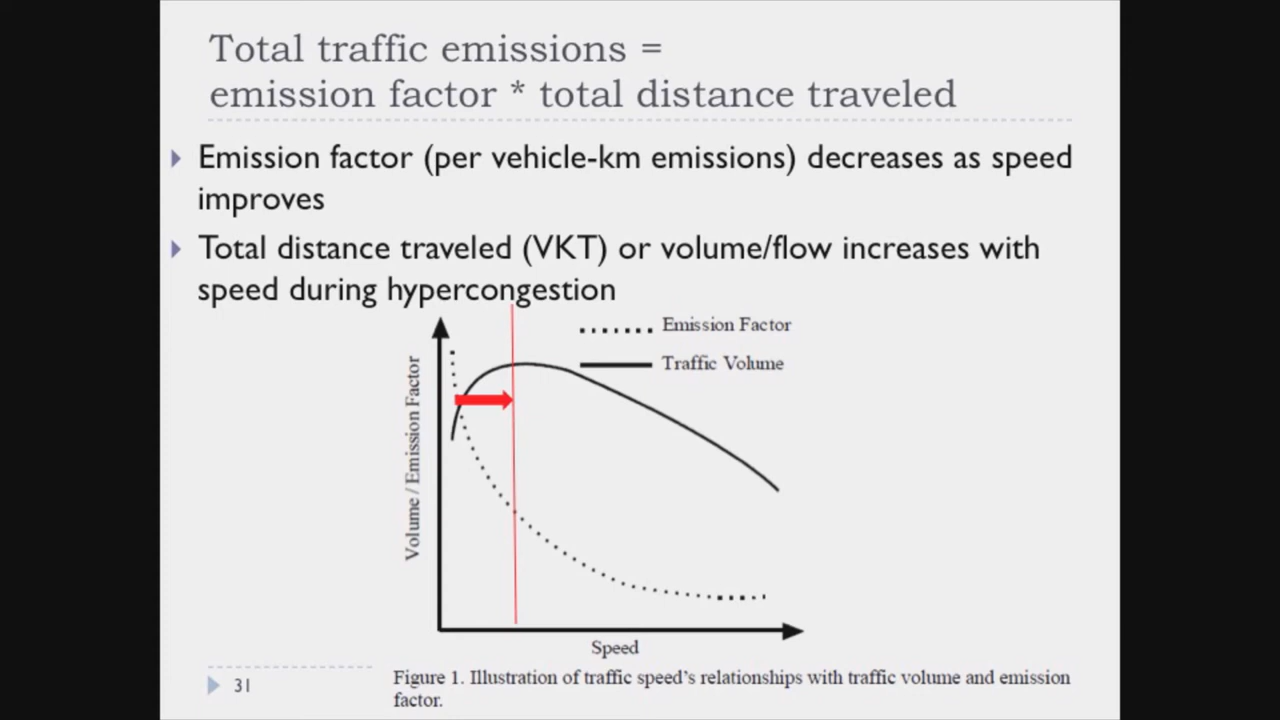 Total traffic emissions =
emission factor * total distance traveled
Emission factor (per vehicle-km emissions) decreases as speed
improves
Total distance traveled (VKT) or volume/flow increases with
speed during hypercongestion
Emission Factor
Traffic Volume
Volume / Emission Factor
Speed
Figure 1. Illustration of traffic speed's relationships with traffic volume and emission
factor.
31